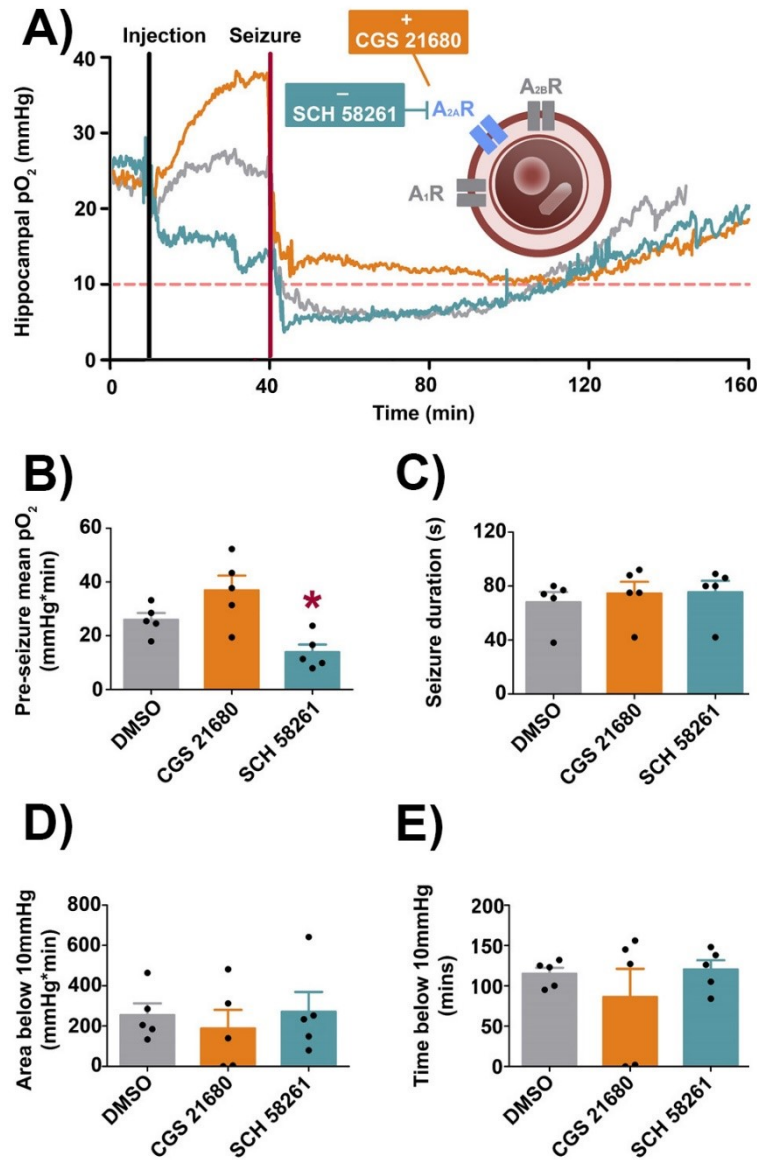 A)
Injection
Seizure
+
CGS 21680
–
SCH 58261
A2AR
A2BR
A1R
Hippocampal pO2 (mmHg)
40
30
20
10
0
0
40
80
120
160
Time (min)
B)
Pre-seizure mean pO2
(mmHg*min)
60
40
20
0
*
DMSO
CGS 21680
SCH 58261
C)
Seizure duration (s)
120
80
40
0
DMSO
CGS 21680
SCH 58261
D)
Area below 10mmHg
(mmHg*min)
800
600
400
200
0
DMSO
CGS 21680
SCH 58261
E)
Time below 10mmHg
(mins)
200
150
100
50
0
DMSO
CGS 21680
SCH 58261